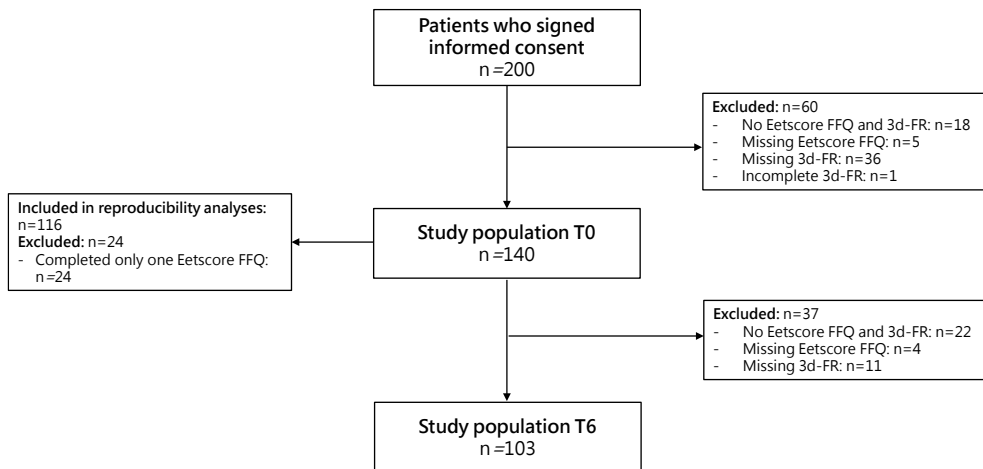 Patients who signed
informed consent
n=200
Excluded: n=60
- No Eetscore FFQ and 3d-FR: n=18
- Missing Eetscore FFQ: n=5
- Missing 3d-FR: n=36
- Incomplete 3d-FR: n=1
Included in reproducibility analyses:
n=116
Excluded: n=24
- Completed only one Eetscore FFQ:
n=24
Study population T0
n=140
Excluded: n=37
- No Eetscore FFQ and 3d-FR: n=22
- Missing Eetscore FFQ: n=4
- Missing 3d-FR: n=11
Study population T6
n=103